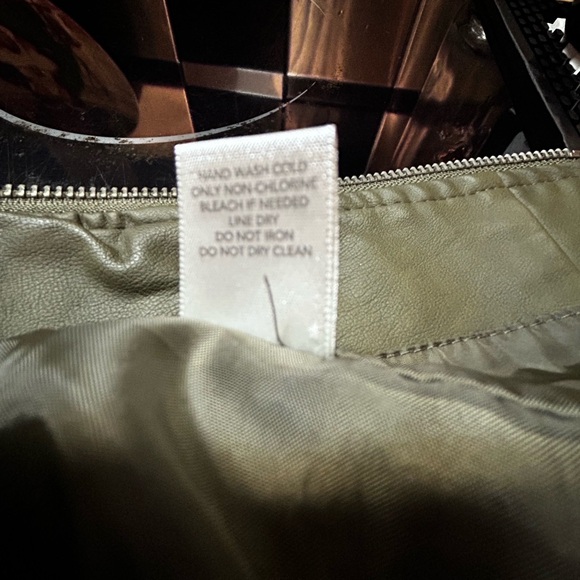 HAND WASH COLD
ONLY NON-CHLORINE
BLEACH IF NEEDED
LINE DRY
DO NOT IRON
DO NOT DRY CLEAN